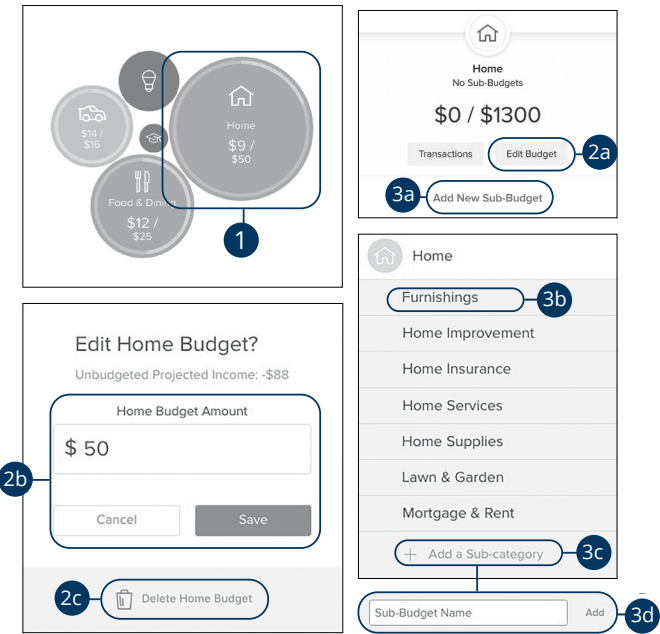 $14 /
$16
Home
$9 /
$50
Food & Dining
$12 /
$25
1
Home
No Sub-Budgets
$0 / $1300
Transactions
Edit Budget
2a
3a
Add New Sub-Budget
Edit Home Budget?
Unbudgeted Projected Income: -$88
Home Budget Amount
$ 50
2b
Cancel
Save
2c
Delete Home Budget
Home
Furnishings
3b
Home Improvement
Home Insurance
Home Services
Home Supplies
Lawn & Garden
Mortgage & Rent
+ Add a Sub-category
3c
Sub-Budget Name
Add
3d